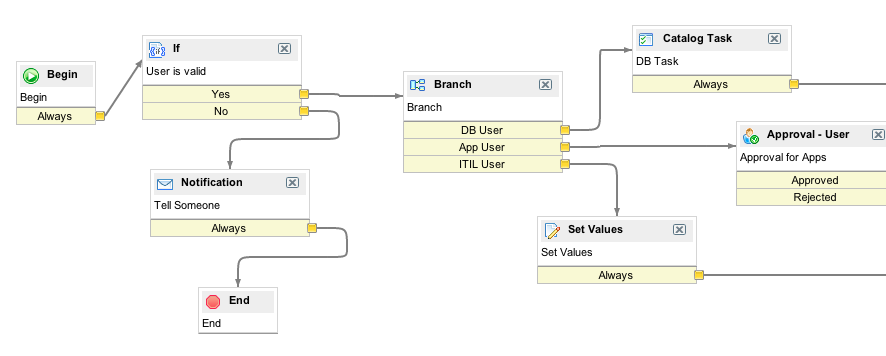 Begin
Begin
Always
If
User is valid
Yes
No
Notification
Tell Someone
Always
End
End
Branch
Branch
DB User
App User
ITIL User
Catalog Task
DB Task
Always
Approval - User
Approval for Apps
Approved
Rejected
Set Values
Set Values
Always